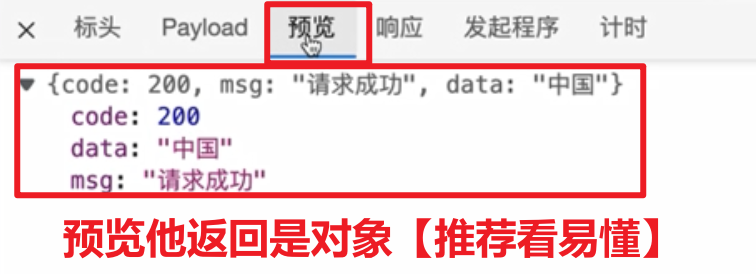 × 标头 Payload 预览 响应 发起程序 计时
▼ {code: 200, msg: "请求成功", data: "中国"}
code: 200
data: "中国"
msg: "请求成功"
预览他返回是对象【推荐看易懂】